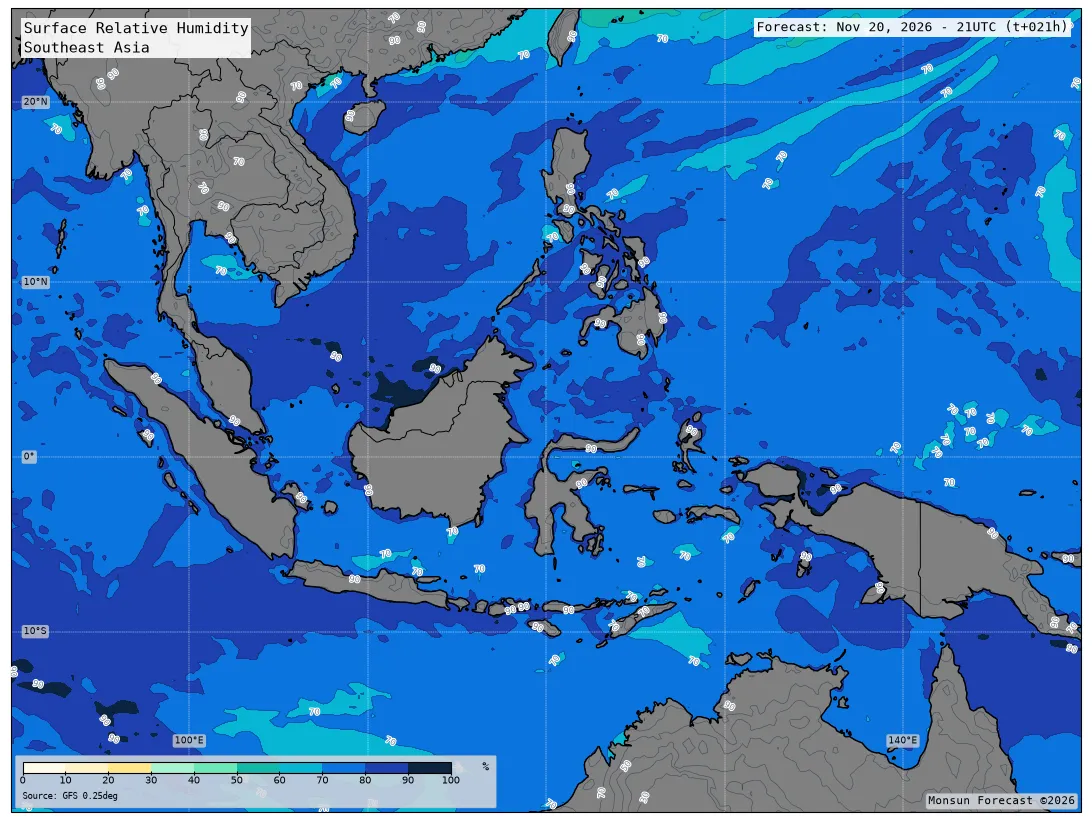 Surface Relative Humidity
Southeast Asia
Forecast: Nov 20, 2026 - 21UTC (t+021h)
20°N
10°N
0°
10°S
100°E
140°E
%
0 10 20 30 40 50 60 70 80 90 100
Source: GFS 0.25deg
Monsun Forecast ©2026